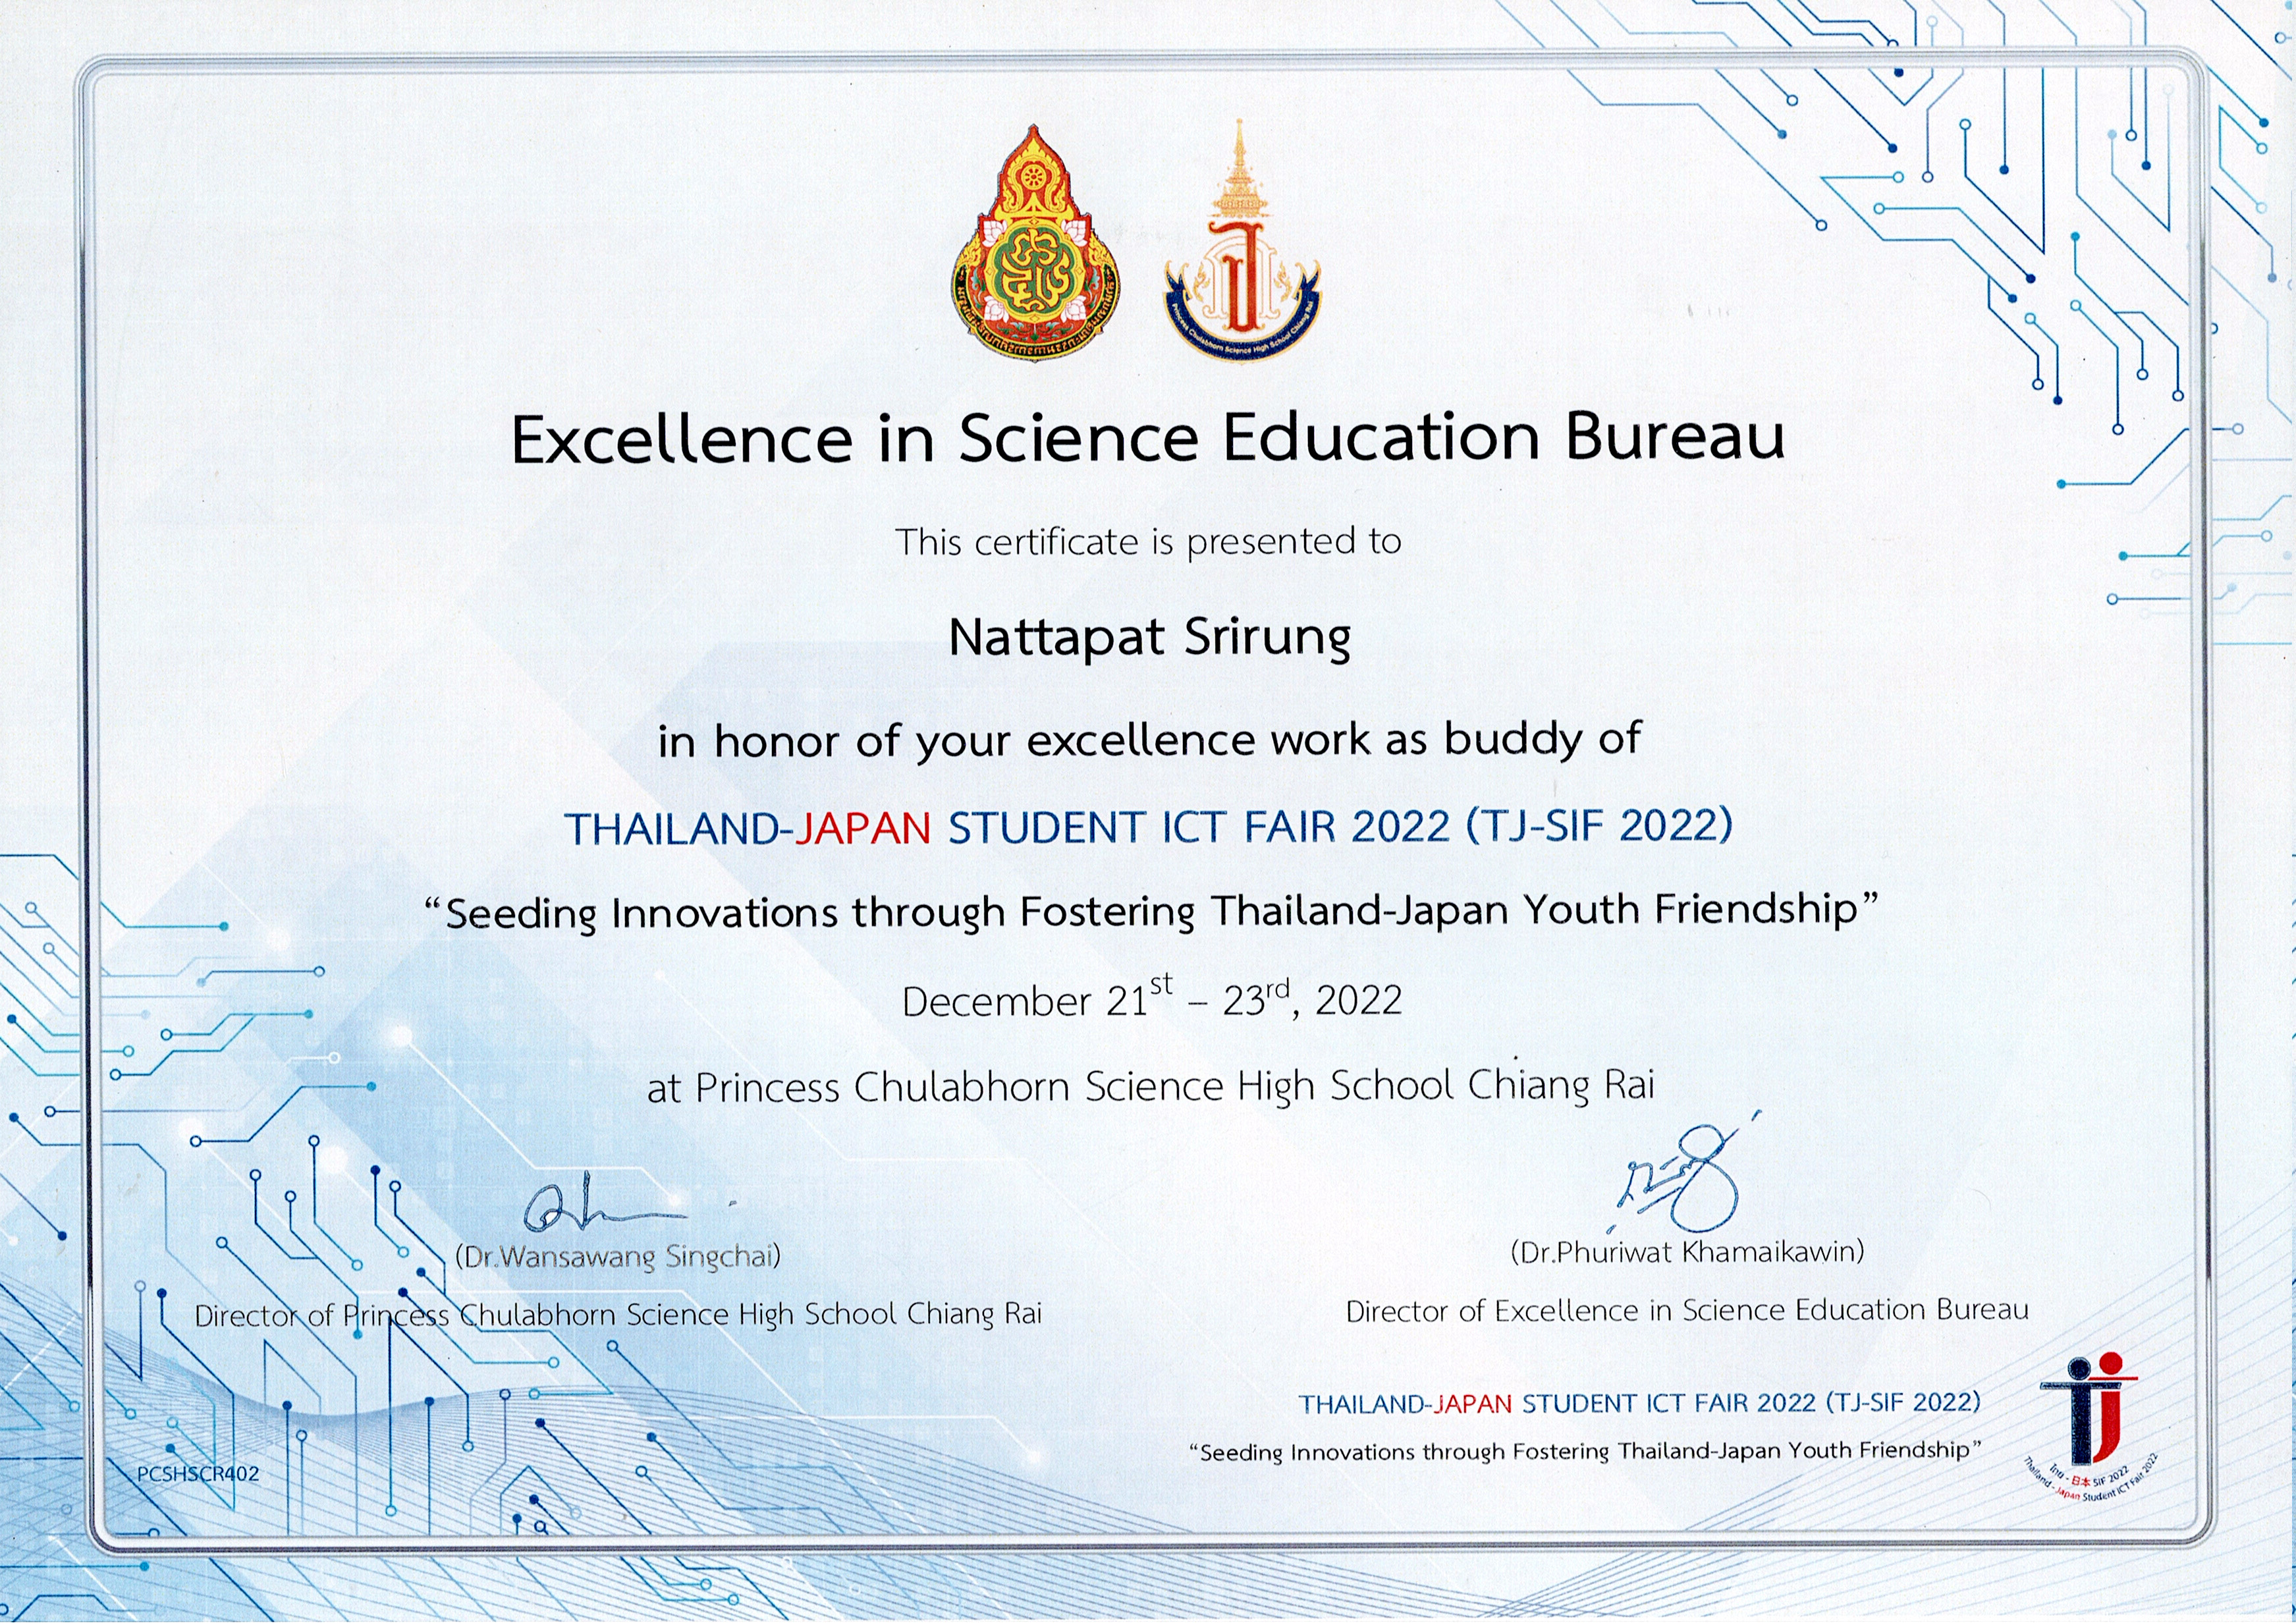 Princess Chulabhorn Science High School Chiang Rai
Excellence in Science Education Bureau
This certificate is presented to
Nattapat Srirung
in honor of your excellence work as buddy of
THAILAND-JAPAN STUDENT ICT FAIR 2022 (TJ-SIF 2022)
“Seeding Innovations through Fostering Thailand-Japan Youth Friendship”
December 21st – 23rd, 2022
at Princess Chulabhorn Science High School Chiang Rai
(Dr.Wansawang Singchai)
Director of Princess Chulabhorn Science High School Chiang Rai
(Dr.Phuriwat Khamaikawin)
Director of Excellence in Science Education Bureau
THAILAND-JAPAN STUDENT ICT FAIR 2022 (TJ-SIF 2022)
“Seeding Innovations through Fostering Thailand-Japan Youth Friendship”
PCSHSCR402
ไทย - 日本 SIF 2022
Thailand - Japan Student ICT Fair 2022